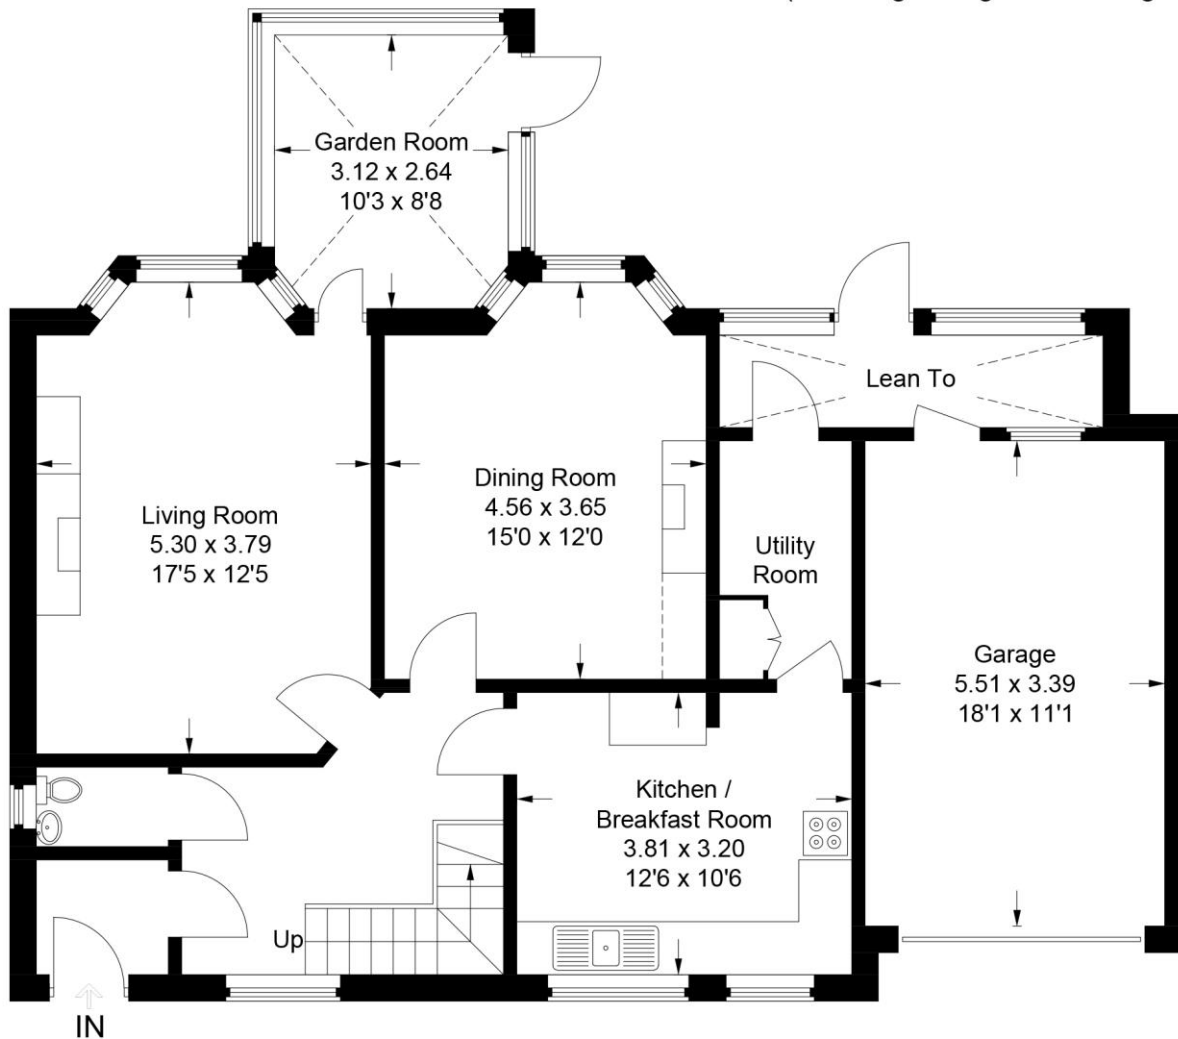 Garden Room
3.12 x 2.64
10'3 x 8'8
Lean To
Living Room
5.30 x 3.79
17'5 x 12'5
Dining Room
4.56 x 3.65
15'0 x 12'0
Utility
Room
Garage
5.51 x 3.39
18'1 x 11'1
Kitchen /
Breakfast Room
3.81 x 3.20
12'6 x 10'6
Up
IN